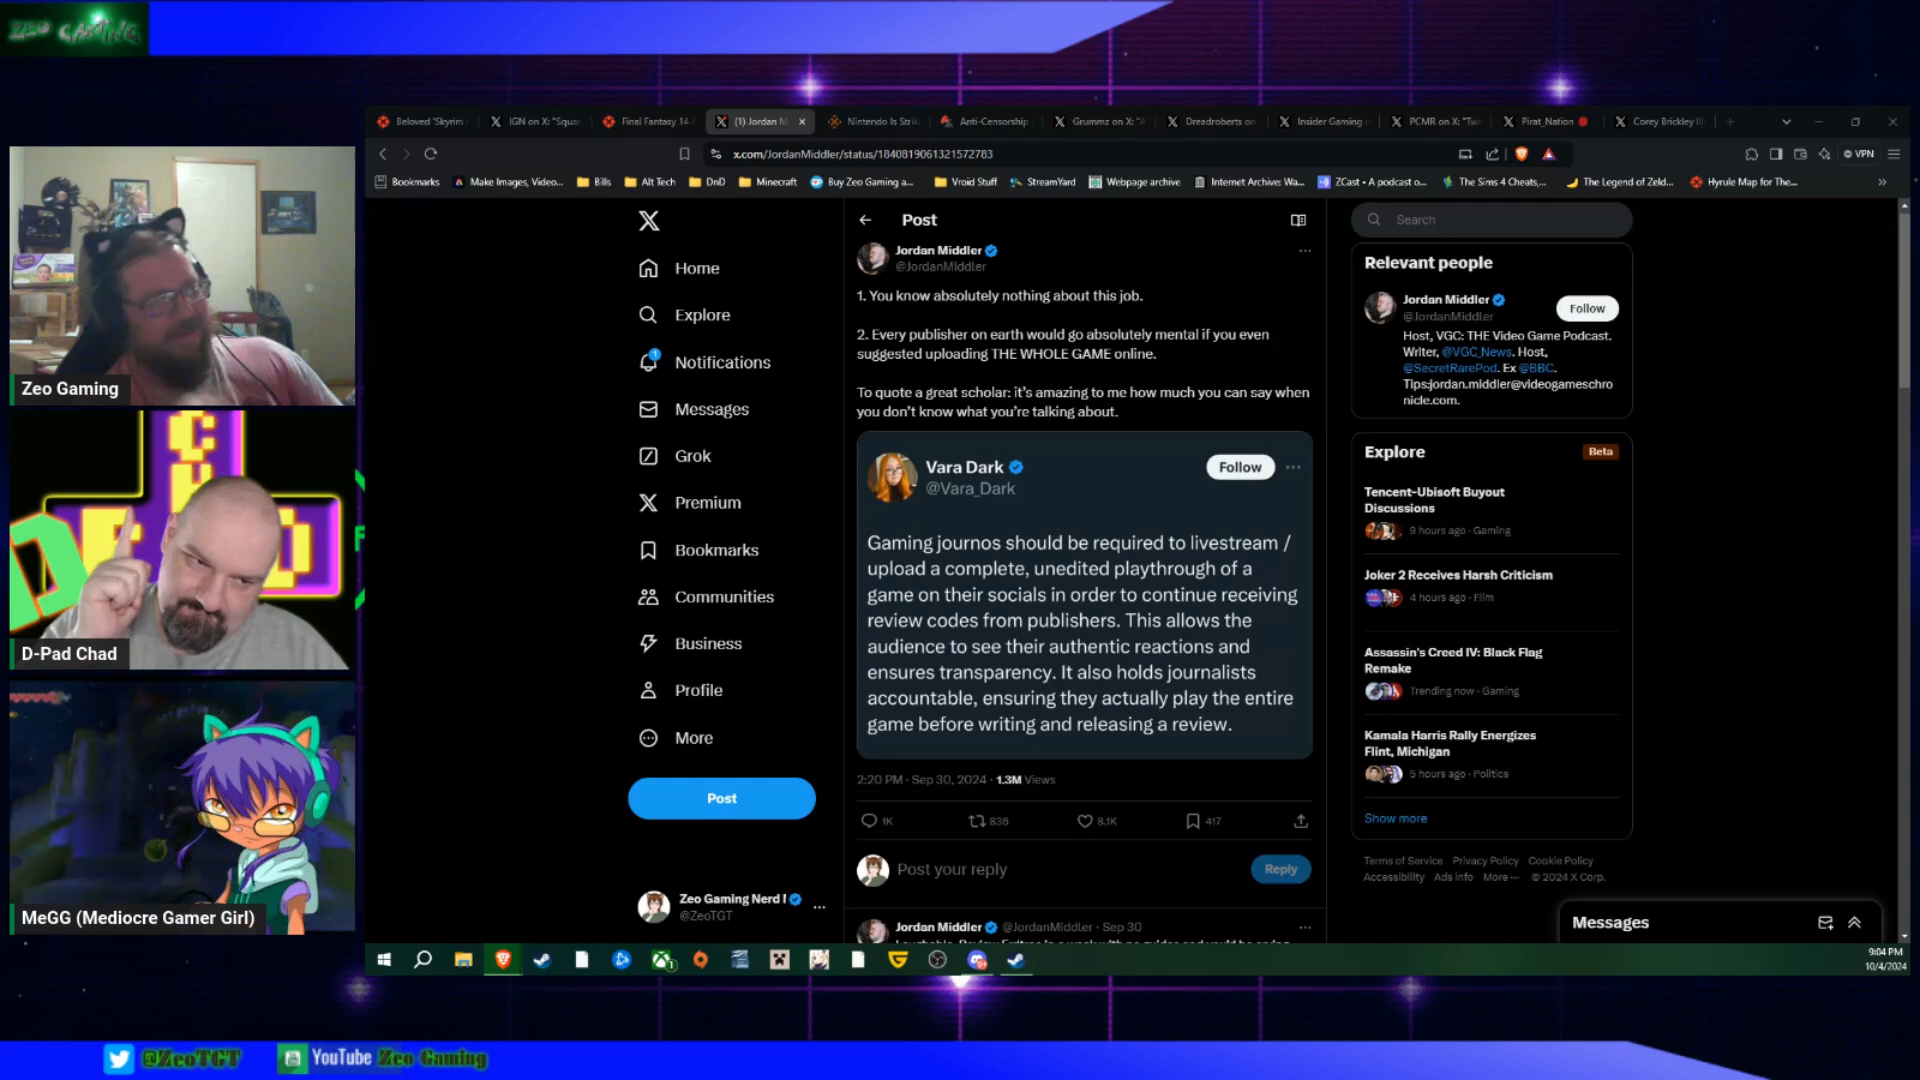 ZEO GAMING
Beloved 'Skyrim
IGN on X: "Squar
Final Fantasy 14
(1) Jordan M
Nintendo Is Strik
Anti-Censorship
Grummz on X: "A
Dreadroberts on
Insider Gaming
PCMR on X: "Tw
Pirat_Nation
Corey Brickley Ill
x.com/JordanMiddler/status/1840819061321572783
VPN
Bookmarks
Make Images, Video...
Bills
Alt Tech
DnD
Minecraft
Buy Zeo Gaming a...
Vroid Stuff
StreamYard
Webpage archive
Internet Archive: Wa...
ZCast • A podcast o...
The Sims 4 Cheats,...
The Legend of Zeld...
Hyrule Map for The...
Home
Explore
Notifications
Messages
Grok
Premium
Bookmarks
Communities
Business
Profile
More
Post
Zeo Gaming Nerd I
@ZeoTGT
Post
Jordan Middler
@JordanMiddler
1. You know absolutely nothing about this job.
2. Every publisher on earth would go absolutely mental if you even
suggested uploading THE WHOLE GAME online.
To quote a great scholar: it's amazing to me how much you can say when
you don't know what you're talking about.
Vara Dark
@Vara_Dark
Follow
Gaming journos should be required to livestream /
upload a complete, unedited playthrough of a
game on their socials in order to continue receiving
review codes from publishers. This allows the
audience to see their authentic reactions and
ensures transparency. It also holds journalists
accountable, ensuring they actually play the entire
game before writing and releasing a review.
2:20 PM · Sep 30, 2024 · 1.3M Views
1K
836
8.1K
417
Post your reply
Reply
Jordan Middler @JordanMiddler · Sep 30
Search
Relevant people
Jordan Middler
@JordanMiddler
Follow
Host, VGC: THE Video Game Podcast.
Writer, @VGC_News. Host,
@SecretRarePod. Ex @BBC.
Tips:jordan.middler@videogameschro
nicle.com.
Explore
Beta
Tencent-Ubisoft Buyout
Discussions
9 hours ago · Gaming
Joker 2 Receives Harsh Criticism
4 hours ago · Film
Assassin's Creed IV: Black Flag
Remake
Trending now · Gaming
Kamala Harris Rally Energizes
Flint, Michigan
5 hours ago · Politics
Show more
Terms of Service Privacy Policy Cookie Policy
Accessibility Ads info More ··· © 2024 X Corp.
Messages
9:04 PM
10/4/2024
Zeo Gaming
D-Pad Chad
MeGG (Mediocre Gamer Girl)
@ZeoTGT
YouTube Zeo Gaming